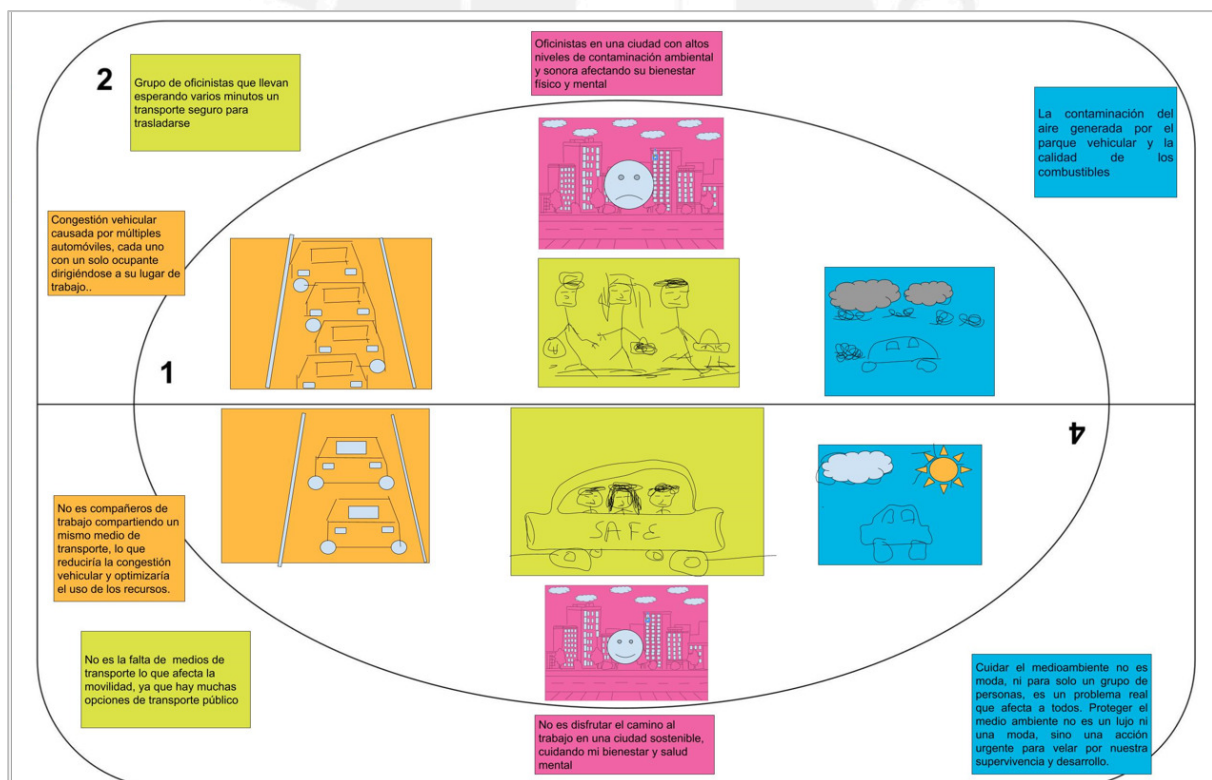 2
Grupo de oficinistas que llevan
esperando varios minutos un
transporte seguro para
trasladarse
Oficinistas en una ciudad con altos
niveles de contaminación ambiental
y sonora afectando su bienestar
físico y mental
La contaminación del
aire generada por el
parque vehicular y la
calidad de los
combustibles
Congestión vehicular
causada por múltiples
automóviles, cada uno
con un solo ocupante
dirigiéndose a su lugar de
trabajo..
1
4
No es compañeros de
trabajo compartiendo un
mismo medio de
transporte, lo que
reduciría la congestión
vehicular y optimizaría
el uso de los recursos.
SAFE
No es la falta de medios de
transporte lo que afecta la
movilidad, ya que hay muchas
opciones de transporte público
No es disfrutar el camino al
trabajo en una ciudad sostenible,
cuidando mi bienestar y salud
mental
Cuidar el medioambiente no es
moda, ni para solo un grupo de
personas, es un problema real
que afecta a todos. Proteger el
medio ambiente no es un lujo ni
una moda, sino una acción
urgente para velar por nuestra
supervivencia y desarrollo.